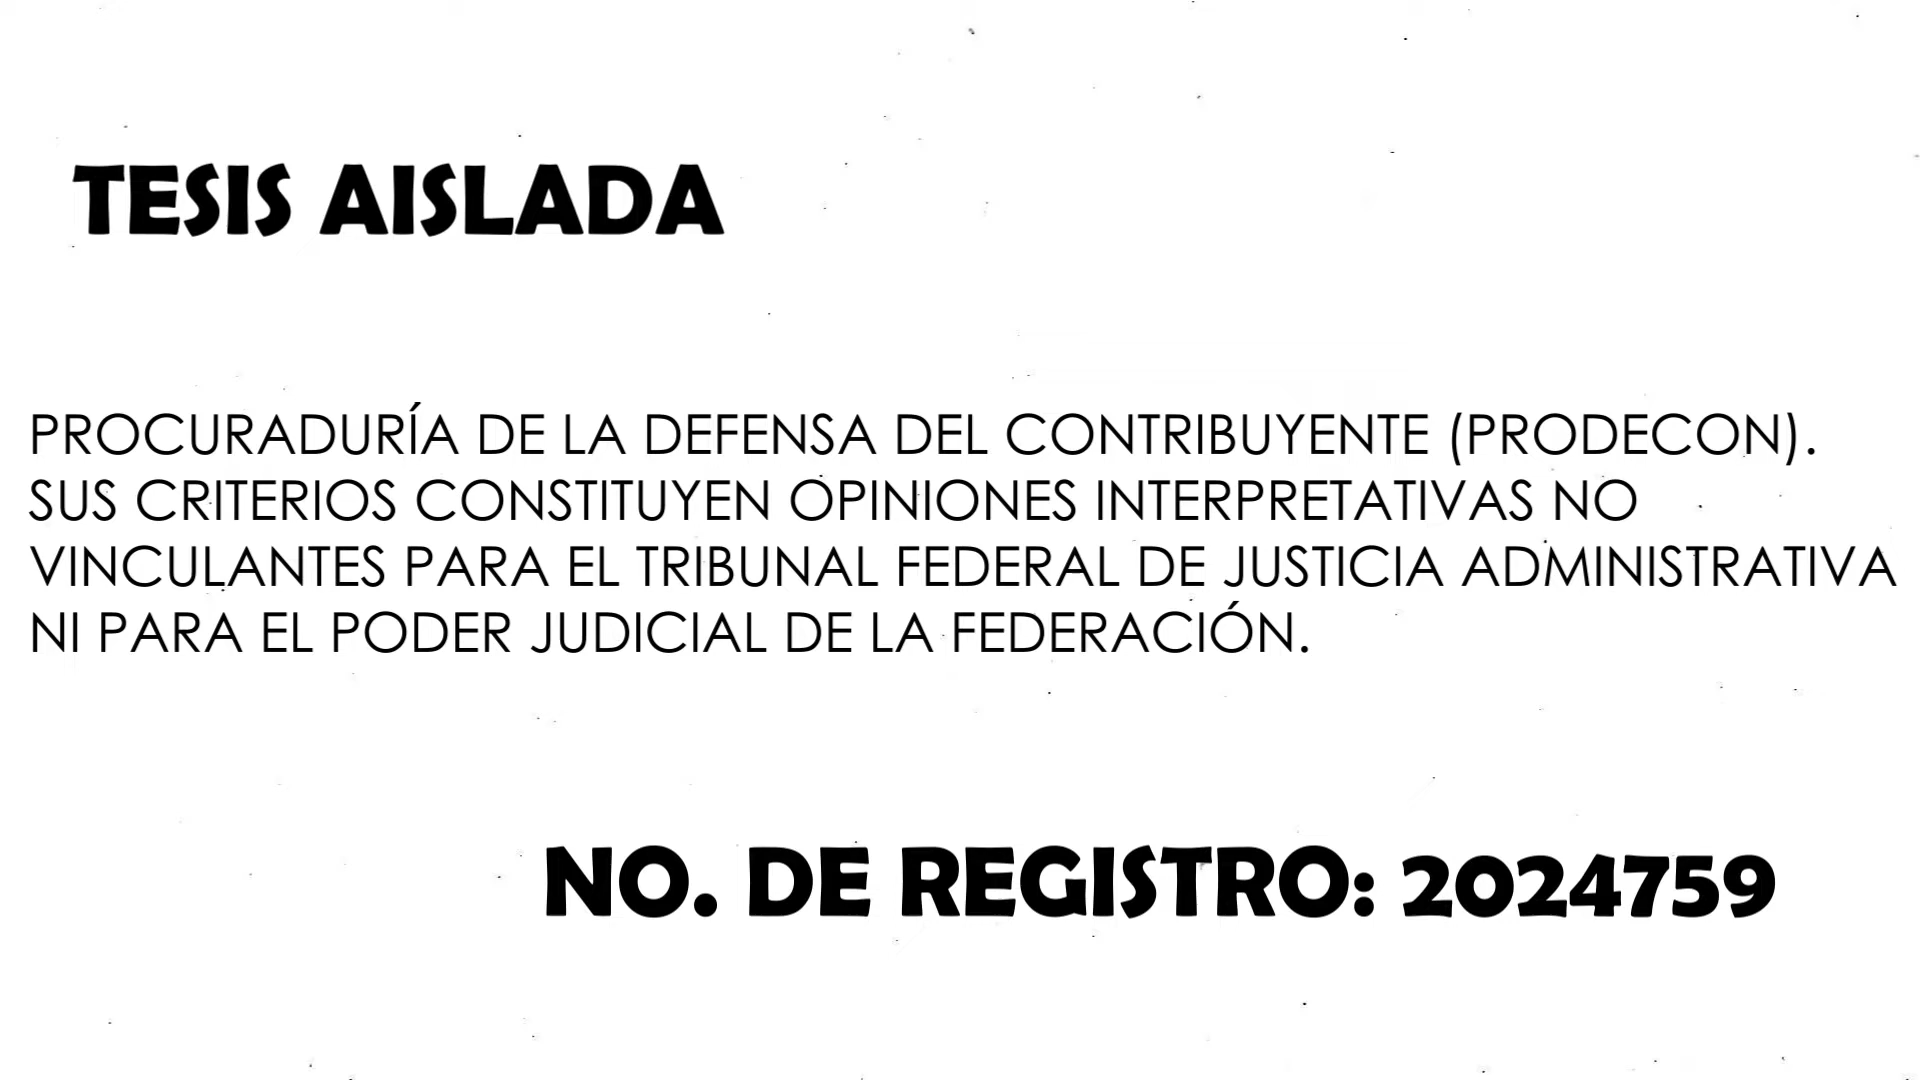 TESIS AISLADA
PROCURADURÍA DE LA DEFENSA DEL CONTRIBUYENTE (PRODECON).
SUS CRITERIOS CONSTITUYEN OPINIONES INTERPRETATIVAS NO
VINCULANTES PARA EL TRIBUNAL FEDERAL DE JUSTICIA ADMINISTRATIVA
NI PARA EL PODER JUDICIAL DE LA FEDERACIÓN.
NO. DE REGISTRO: 2024759